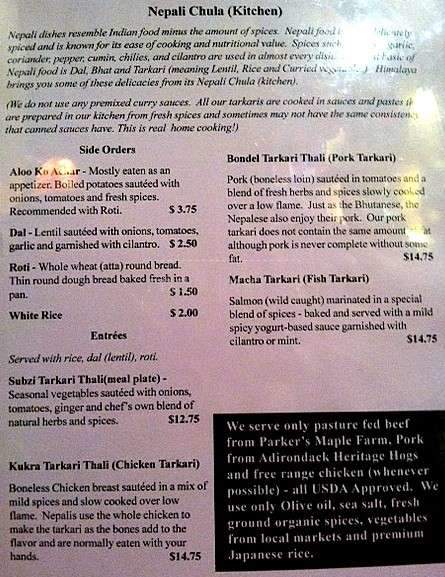 Nepali Chula (Kitchen)
Nepali dishes resemble Indian food minus the amount of spices. Nepali food is delicately
spiced and is known for its ease of cooking and nutritional value. Spices such garlic,
coriander, pepper, cumin, chilies, and cilantro are used in almost every dish. basic of
Nepali food is Dal, Bhat and Tarkari (meaning Lentil, Rice and Curried Himalaya
brings you some of these delicacies from its Nepali Chula (kitchen).
(We do not use any premixed curry sauces. All our tarkaris are cooked in sauces and pastes
are prepared in our kitchen from fresh spices and sometimes may not have the same consistency
that canned sauces have. This is real home cooking!)
Side Orders
Aloo Ko Achar - Mostly eaten as an
appetizer. Boiled potatoes sautéed with
onions, tomatoes and fresh spices.
Recommended with Roti. $ 3.75
Dal - Lentil sautéed with onions, tomatoes,
garlic and garnished with cilantro. $ 2.50
Roti - Whole wheat (atta) round bread.
Thin round dough bread baked fresh in a
pan. $ 1.50
White Rice $ 2.00
Entrées
Served with rice, dal (lentil), roti.
Subzi Tarkari Thali(meal plate) -
Seasonal vegetables sautéed with onions,
tomatoes, ginger and chef's own blend of
natural herbs and spices. $12.75
Kukra Tarkari Thali (Chicken Tarkari)
Boneless Chicken breast sautéed in a mix of
mild spices and slow cooked over low
flame. Nepalis use the whole chicken to
make the tarkari as the bones add to the
flavor and are normally eaten with your
hands. $14.75
Bondel Tarkari Thali (Pork Tarkari)
Pork (boneless loin) sautéed in tomatoes and a
blend of fresh herbs and spices slowly cooked
over a low flame. Just as the Bhutanese, the
Nepalese also enjoy their pork. Our pork
tarkari does not contain the same amount of fat
although pork is never complete without some
fat. $14.75
Macha Tarkari (Fish Tarkari)
Salmon (wild caught) marinated in a special
blend of spices - baked and served with a mild
spicy yogurt-based sauce garnished with
cilantro or mint. $14.75
We serve only pasture fed beef
from Parker's Maple Farm, Pork
from Adirondack Heritage Hogs
and free range chicken (whenever
possible) - all USDA Approved. We
use only Olive oil, sea salt, fresh
ground organic spices, vegetables
from local markets and premium
Japanese rice.